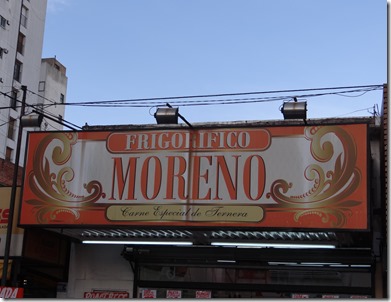 FRIGORIFICO
.MORENO.
Carne Especial de Ternera